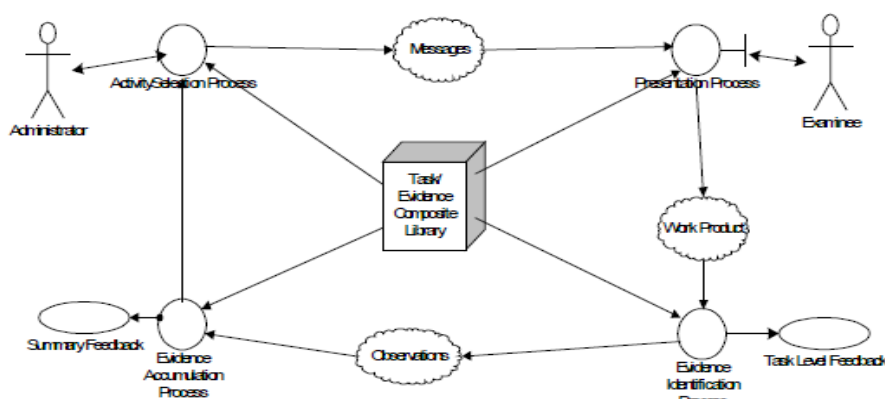 Messages
Activity Selection Process
Presentation Process
Administrator
Examinee
Task/
Evidence
Composite
Library
Work Product
Summary Feedback
Evidence
Accumulation
Process
Observations
Evidence
Identification
Process
Task Level Feedback